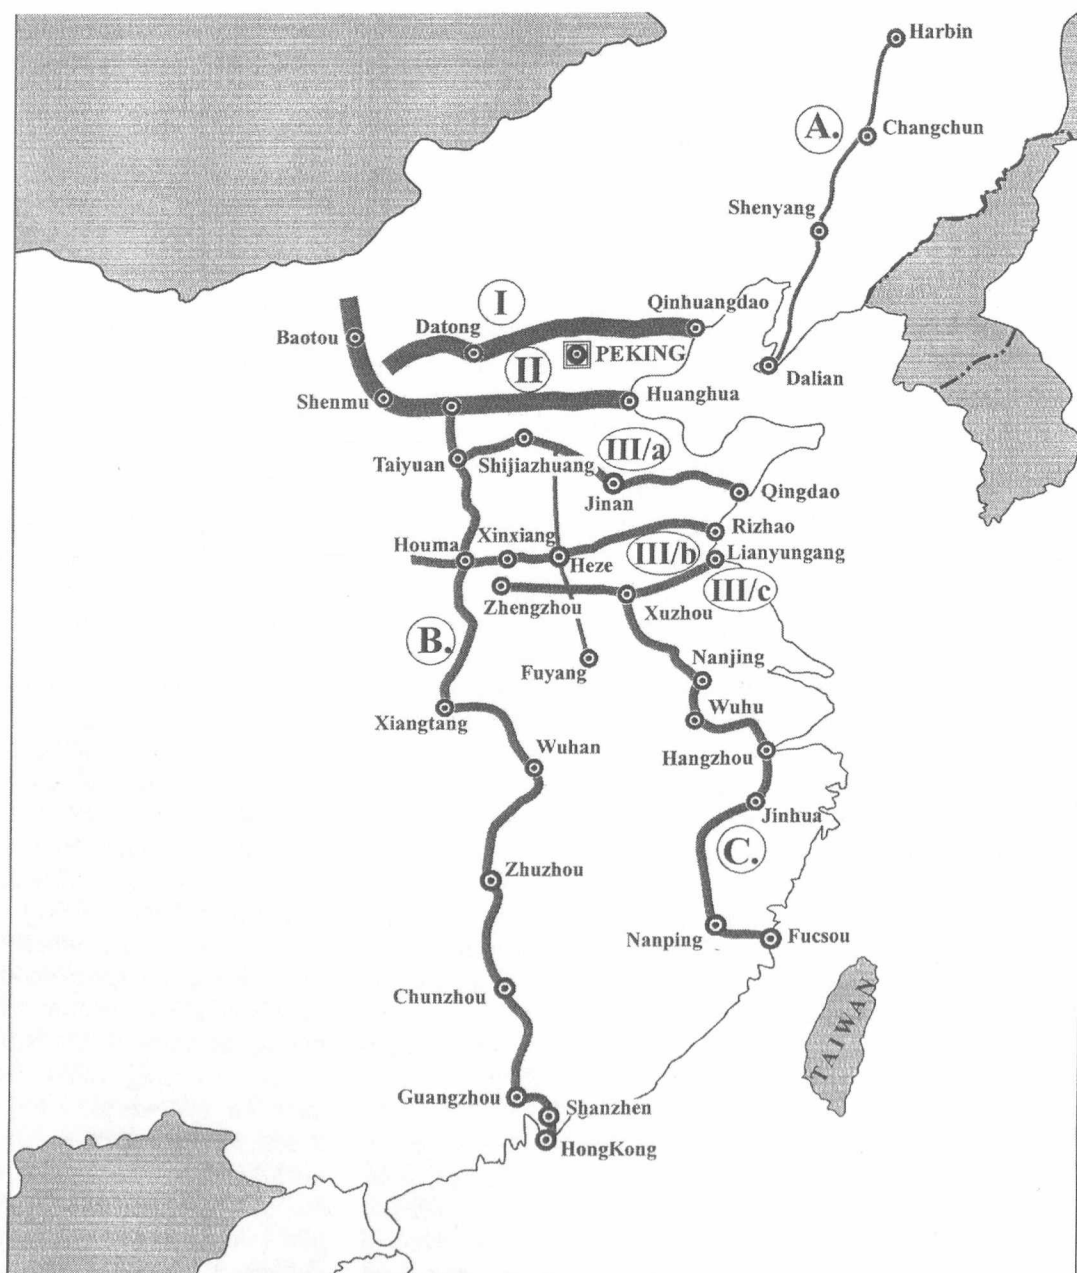 Harbin
A.
Changchun
Shenyang
I
Qinhuangdao
Datong
Baotou
PEKING
II
Dalian
Shenmu
Huanghua
III/a
Taiyuan
Shijiazhuang
Jinan
Qingdao
Xinxiang
Rizhao
Houma
III/b
Lianyungang
Heze
III/c
Zhengzhou
Xuzhou
B.
Nanjing
Fuyang
Wuhu
Xiangtang
Wuhan
Hangzhou
Jinhua
C.
Zhuzhou
Nanping
Fucsou
Chunzhou
TAIWAN
Guangzhou
Shanzhen
HongKong